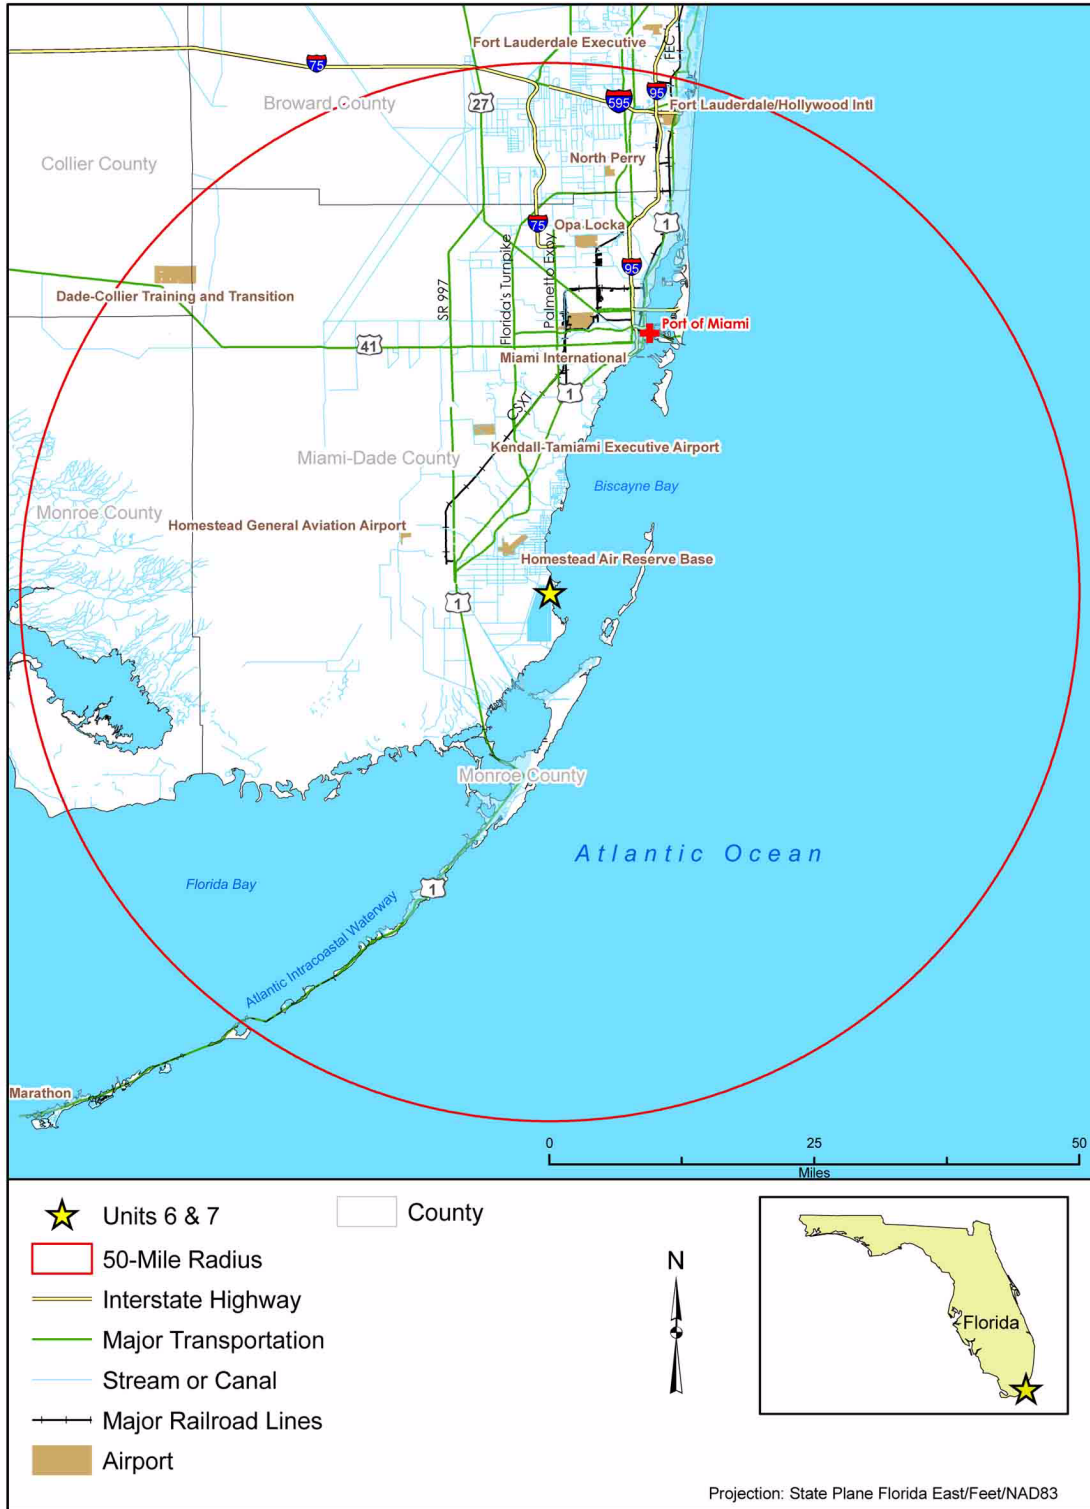 Fort Lauderdale Executive
FEC
75
Broward County
27
595
95
Fort Lauderdale/Hollywood Intl
Collier County
North Perry
75
Opa Locka
1
95
Dade-Collier Training and Transition
SR 997
Florida's Turnpike
Palmetto Expy
Port of Miami
41
Miami International
1
CSXT
Miami-Dade County
Kendall-Tamiami Executive Airport
Biscayne Bay
Monroe County
Homestead General Aviation Airport
Homestead Air Reserve Base
1
Monroe County
Atlantic Ocean
Florida Bay
1
Atlantic Intracoastal Waterway
Marathon
0 25 50
Miles
Units 6 & 7
County
50-Mile Radius
Interstate Highway
Major Transportation
Stream or Canal
Major Railroad Lines
Airport
N
Florida
Projection: State Plane Florida East/Feet/NAD83